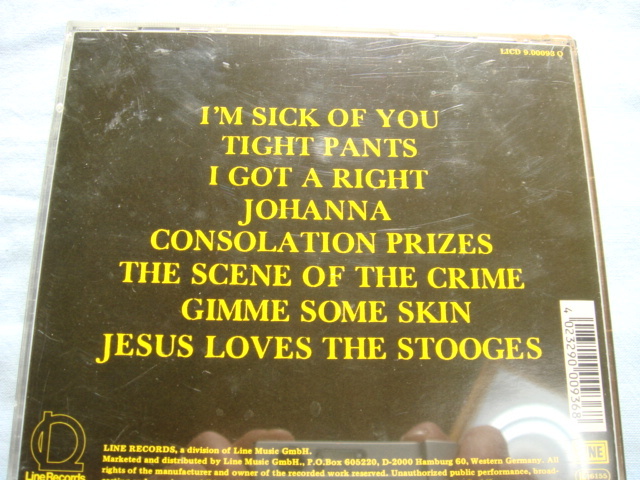 LICD 9.00095 O
I'M SICK OF YOU
TIGHT PANTS
I GOT A RIGHT
JOHANNA
CONSOLATION PRIZES
THE SCENE OF THE CRIME
GIMME SOME SKIN
JESUS LOVES THE STOOGES
4 023290 009368
LINE RECORDS, a division of Line Music GmbH.
Marketed and distributed by Line Music GmbH., P.O.Box 605220, D-2000 Hamburg 60, Western Germany. All
rights of the manufacturer and owner of the recorded work reserved. Unauthorized public performance, broad-
Line Records
LINE